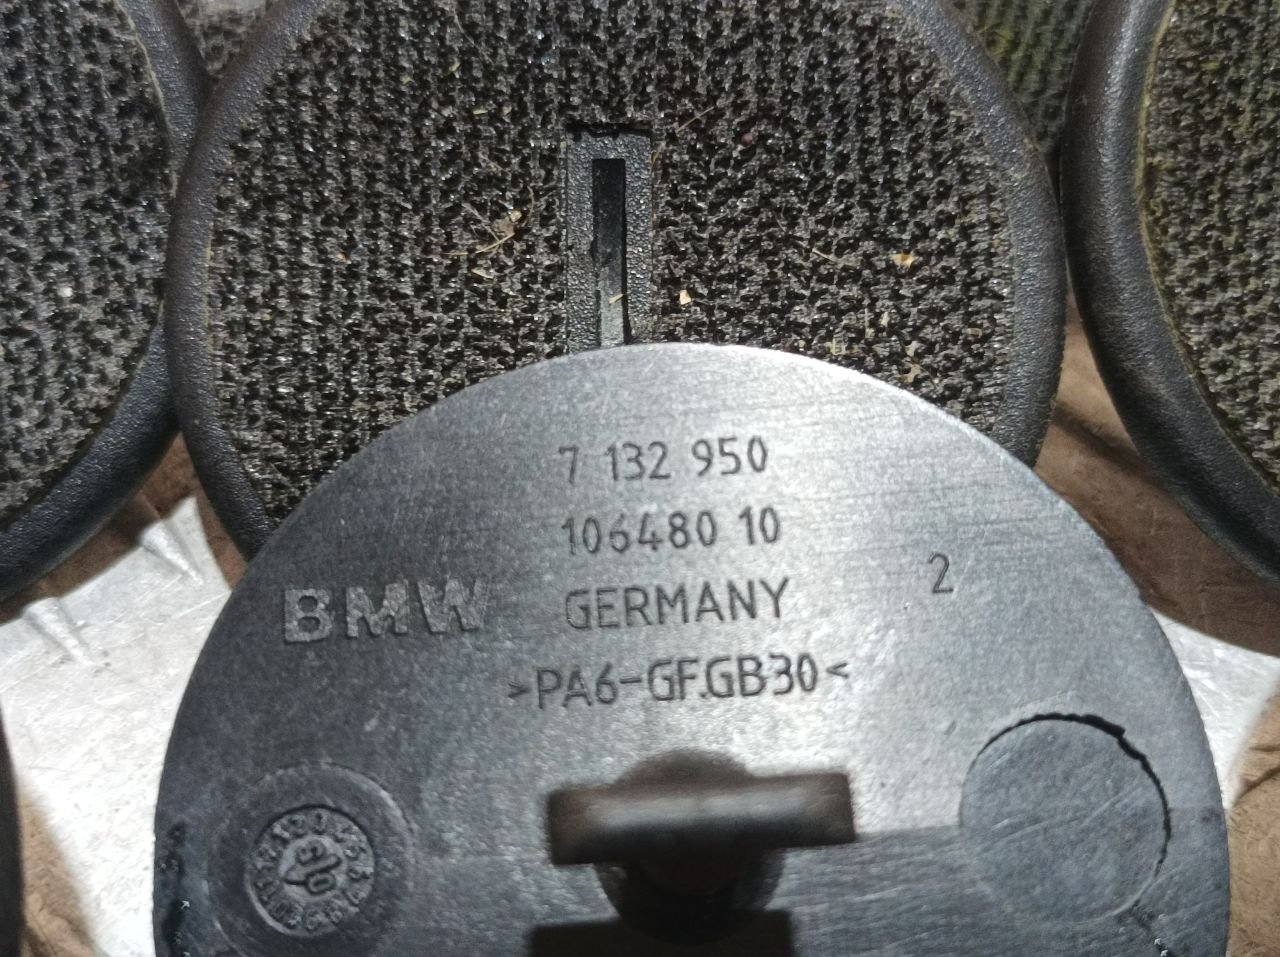 7 132 950
106480 10
2
BMW
GERMANY
>PA6-GF.GB30<